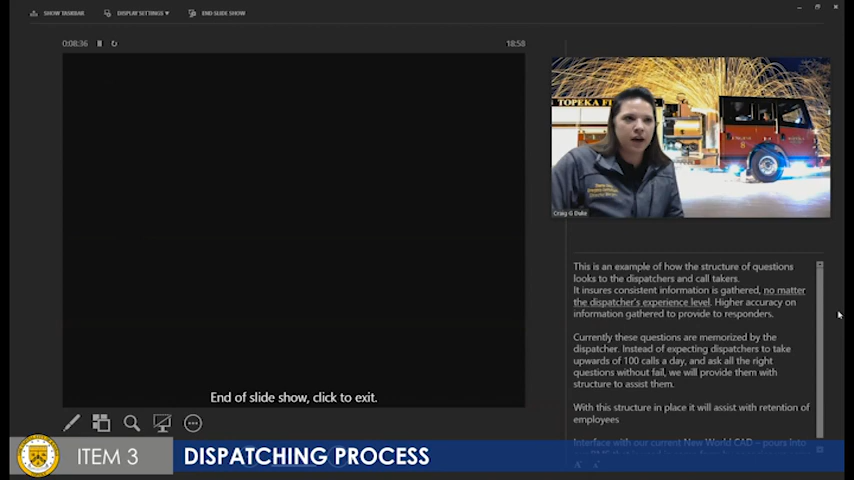 SHOW TASKBAR
DISPLAY SETTINGS ▾
END SLIDE SHOW
0:08:36
18:58
End of slide show, click to exit.
TOPEKA FI
Craig G Duke
This is an example of how the structure of questions
looks to the dispatchers and call takers.
It insures consistent information is gathered, no matter
the dispatcher's experience level. Higher accuracy on
information gathered to provide to responders.
Currently these questions are memorized by the
dispatcher. Instead of expecting dispatchers to take
upwards of 100 calls a day, and ask all the right
questions without fail, we will provide them with
structure to assist them.
With this structure in place it will assist with retention of
employees
Interface with our current New World CAD – pours into
ITEM 3
DISPATCHING PROCESS